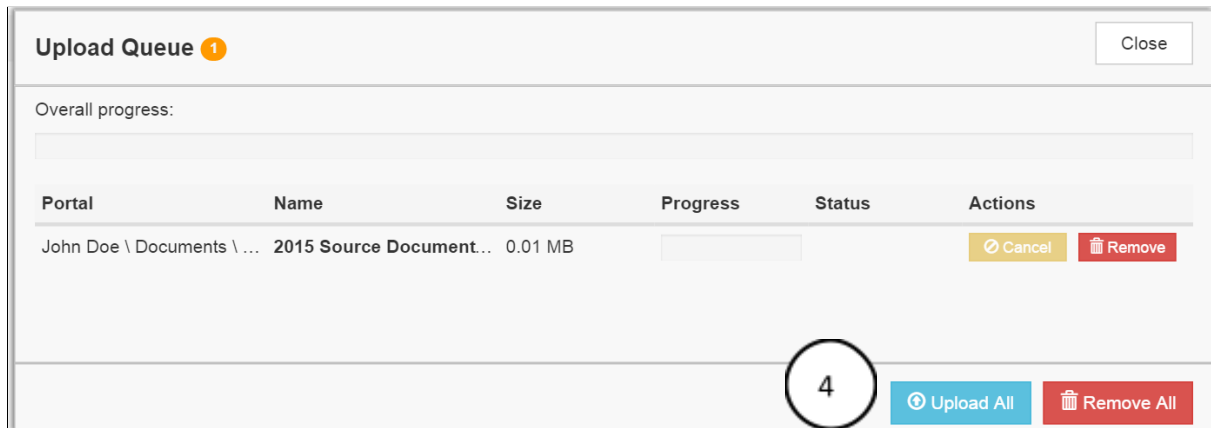 Upload Queue 1
Close
Overall progress:
Portal Name Size Progress Status Actions
John Doe \ Documents \ ... 2015 Source Document... 0.01 MB Cancel Remove
4 Upload All Remove All